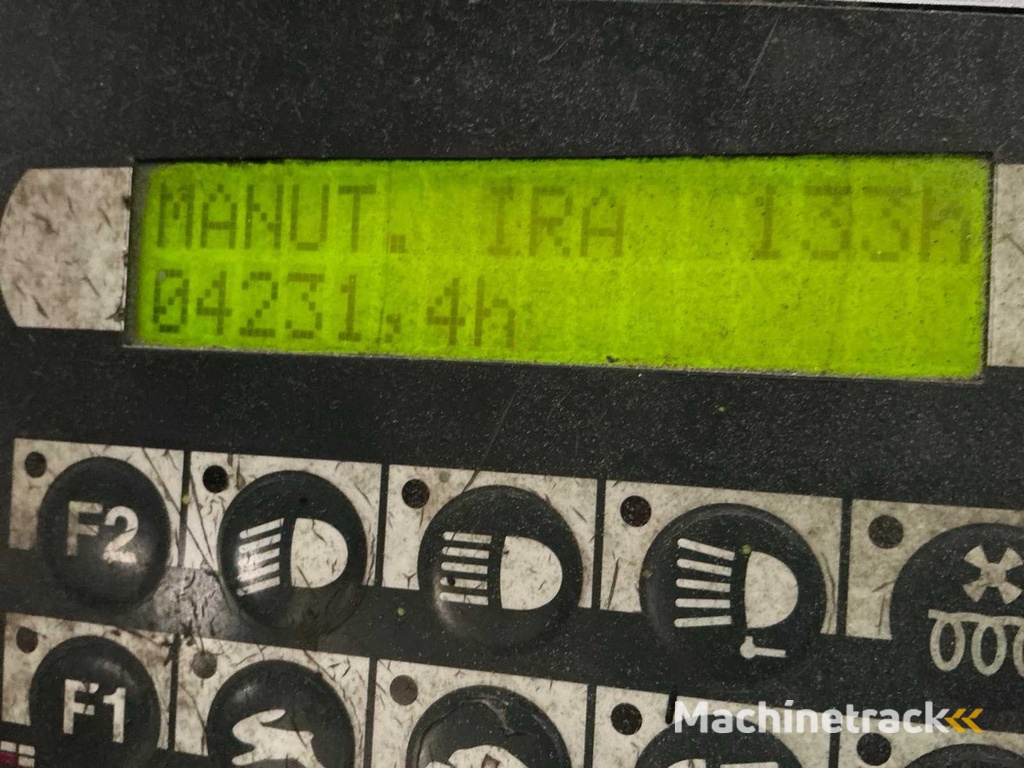 MANUT. IRA 133h
04231,4h
F2
F1
Machinetrack